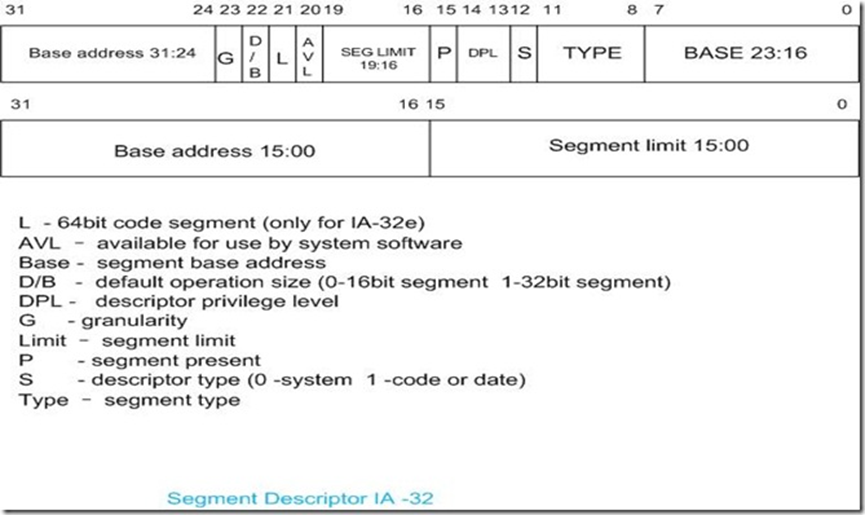 31 24 23 22 21 20 19 16 15 14 13 12 11 8 7 0
Base address 31:24 G D/B L AVL SEG LIMIT 19:16 P DPL S TYPE BASE 23:16
31 16 15 0
Base address 15:00 Segment limit 15:00
L - 64bit code segment (only for IA-32e)
AVL - available for use by system software
Base - segment base address
D/B - default operation size (0-16bit segment 1-32bit segment)
DPL - descriptor privilege level
G - granularity
Limit - segment limit
P - segment present
S - descriptor type (0 -system 1 -code or date)
Type - segment type
Segment Descriptor IA -32